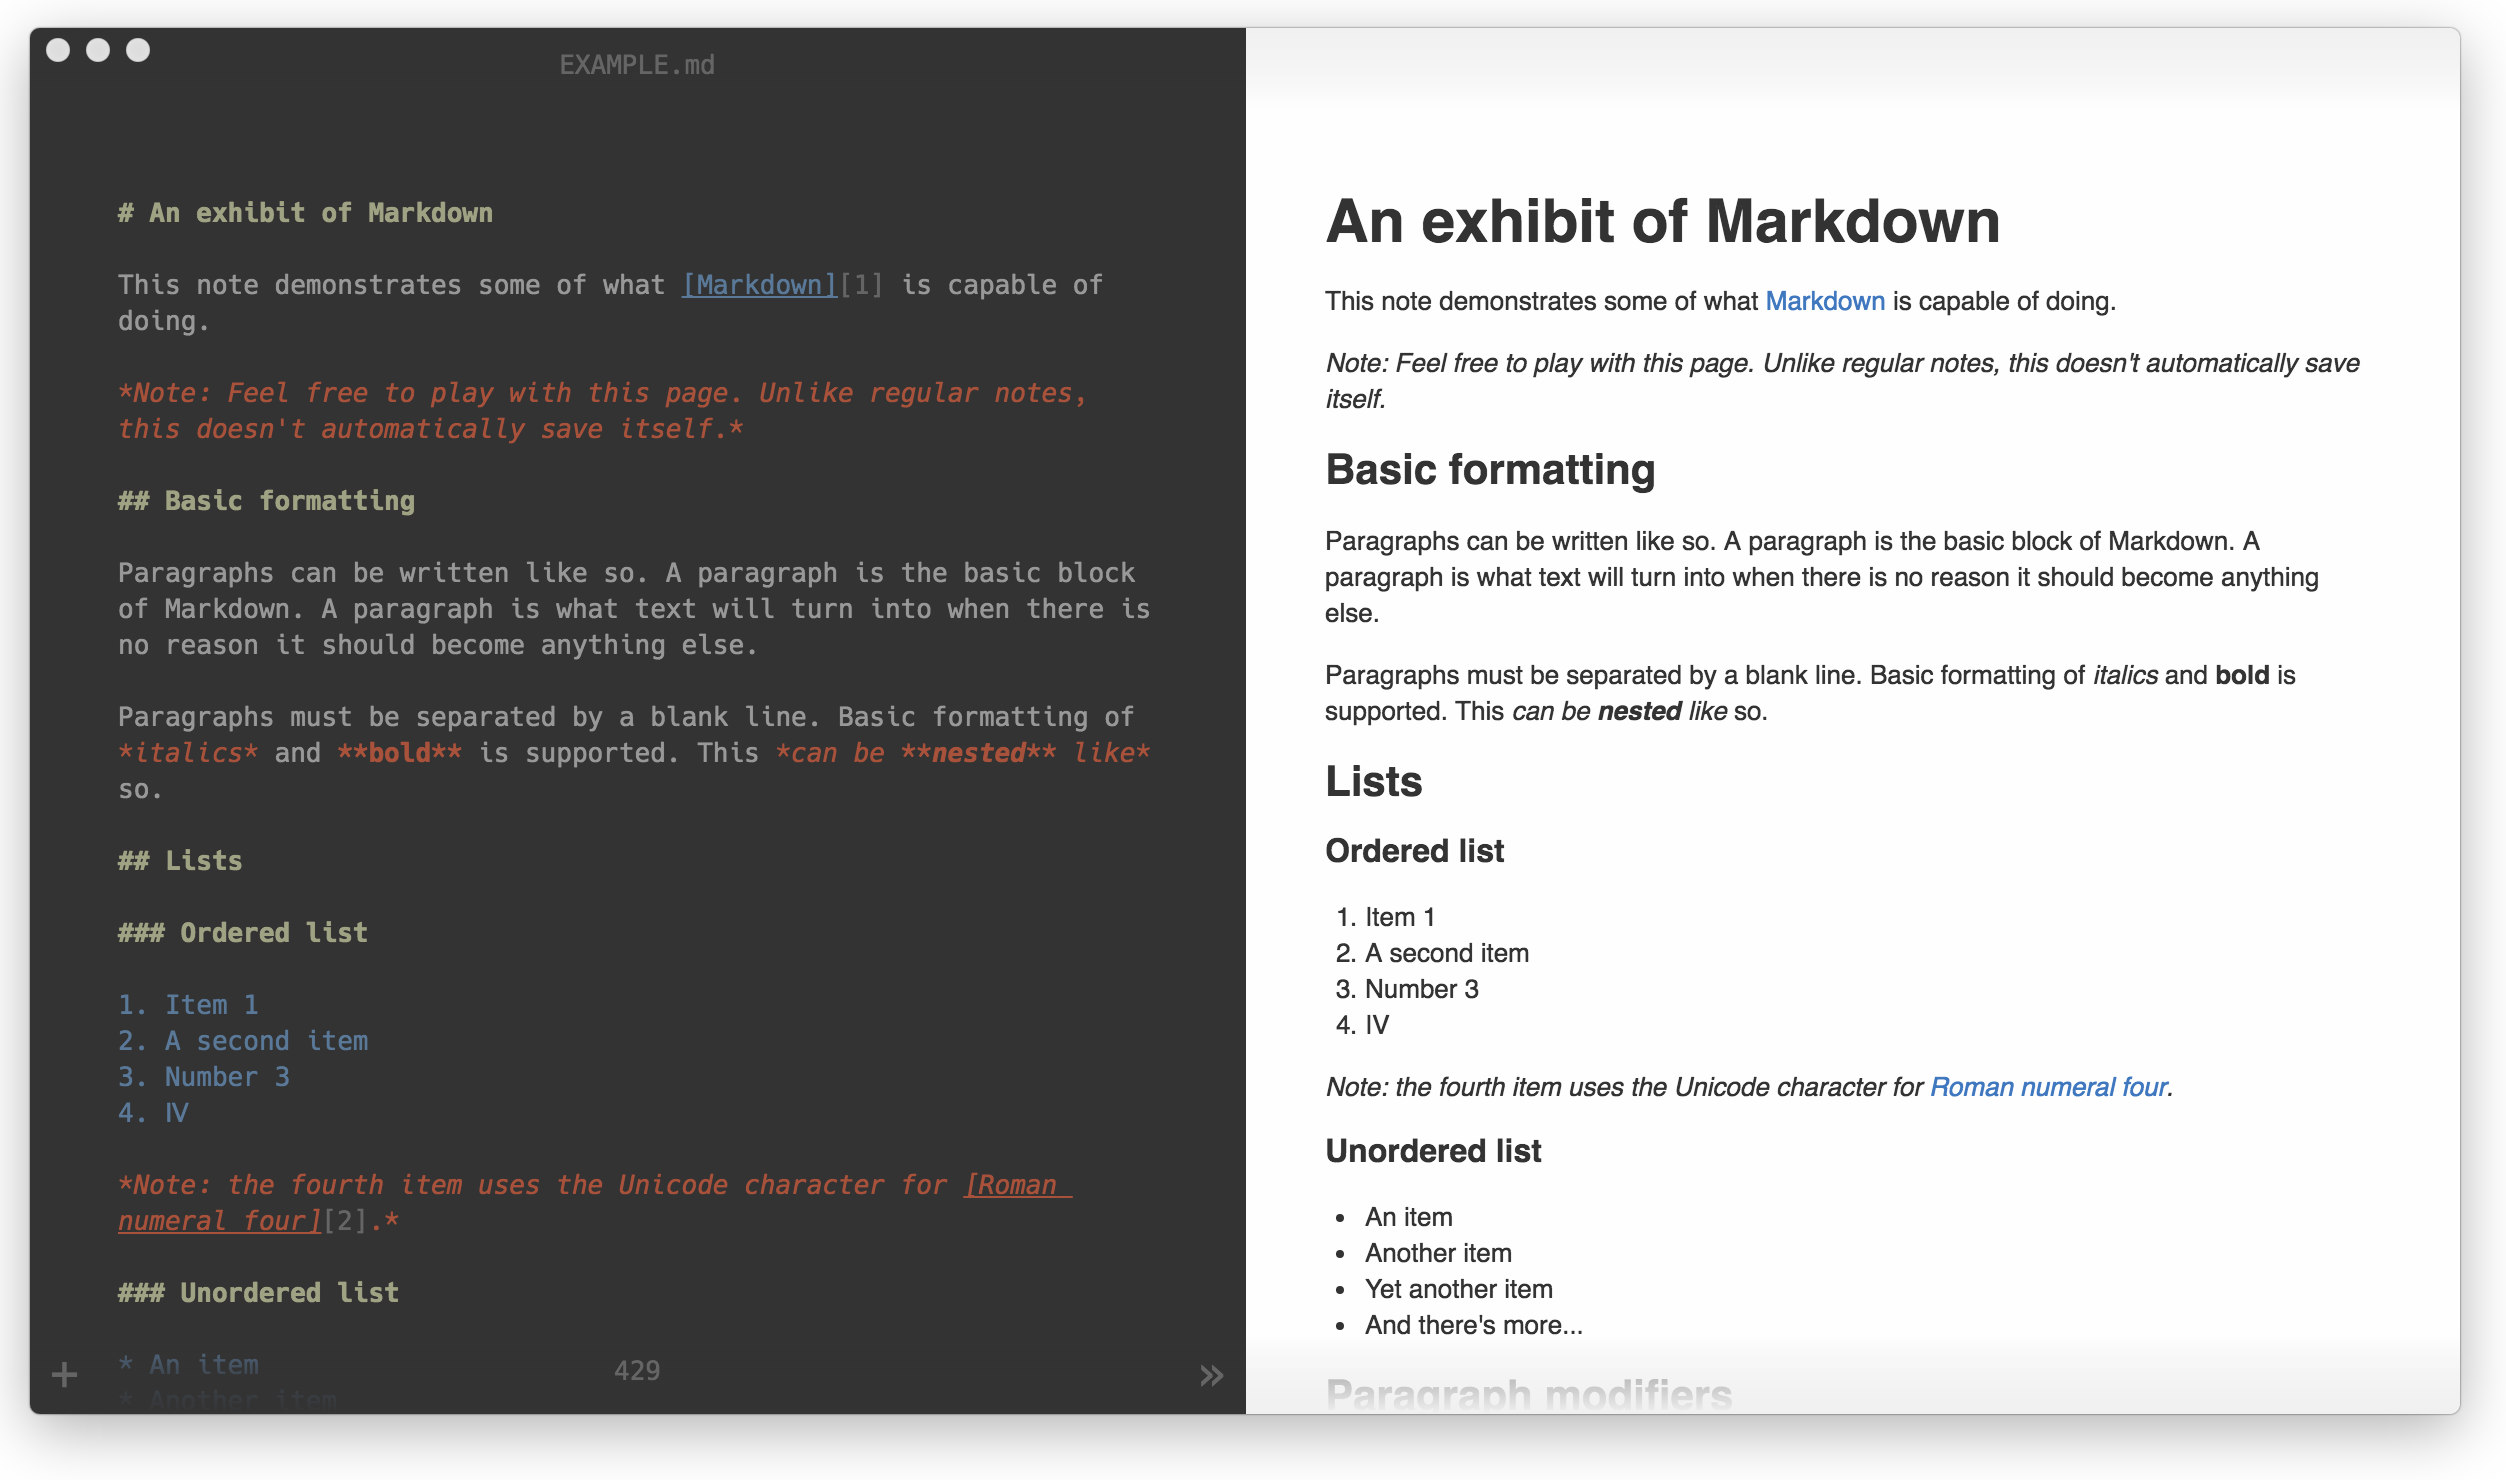 EXAMPLE.md
# An exhibit of Markdown
This note demonstrates some of what [Markdown][1] is capable of
doing.
*Note: Feel free to play with this page. Unlike regular notes,
this doesn't automatically save itself.*
## Basic formatting
Paragraphs can be written like so. A paragraph is the basic block
of Markdown. A paragraph is what text will turn into when there is
no reason it should become anything else.
Paragraphs must be separated by a blank line. Basic formatting of
*italics* and **bold** is supported. This *can be **nested** like*
so.
## Lists
### Ordered list
1. Item 1
2. A second item
3. Number 3
4. Ⅳ
*Note: the fourth item uses the Unicode character for [Roman
numeral four][2].*
### Unordered list
* An item
* Another item
+ 429 »
An exhibit of Markdown
This note demonstrates some of what Markdown is capable of doing.
Note: Feel free to play with this page. Unlike regular notes, this doesn't automatically save
itself.
Basic formatting
Paragraphs can be written like so. A paragraph is the basic block of Markdown. A
paragraph is what text will turn into when there is no reason it should become anything
else.
Paragraphs must be separated by a blank line. Basic formatting of italics and bold is
supported. This can be nested like so.
Lists
Ordered list
1. Item 1
2. A second item
3. Number 3
4. Ⅳ
Note: the fourth item uses the Unicode character for Roman numeral four.
Unordered list
• An item
• Another item
• Yet another item
• And there's more...
Paragraph modifiers